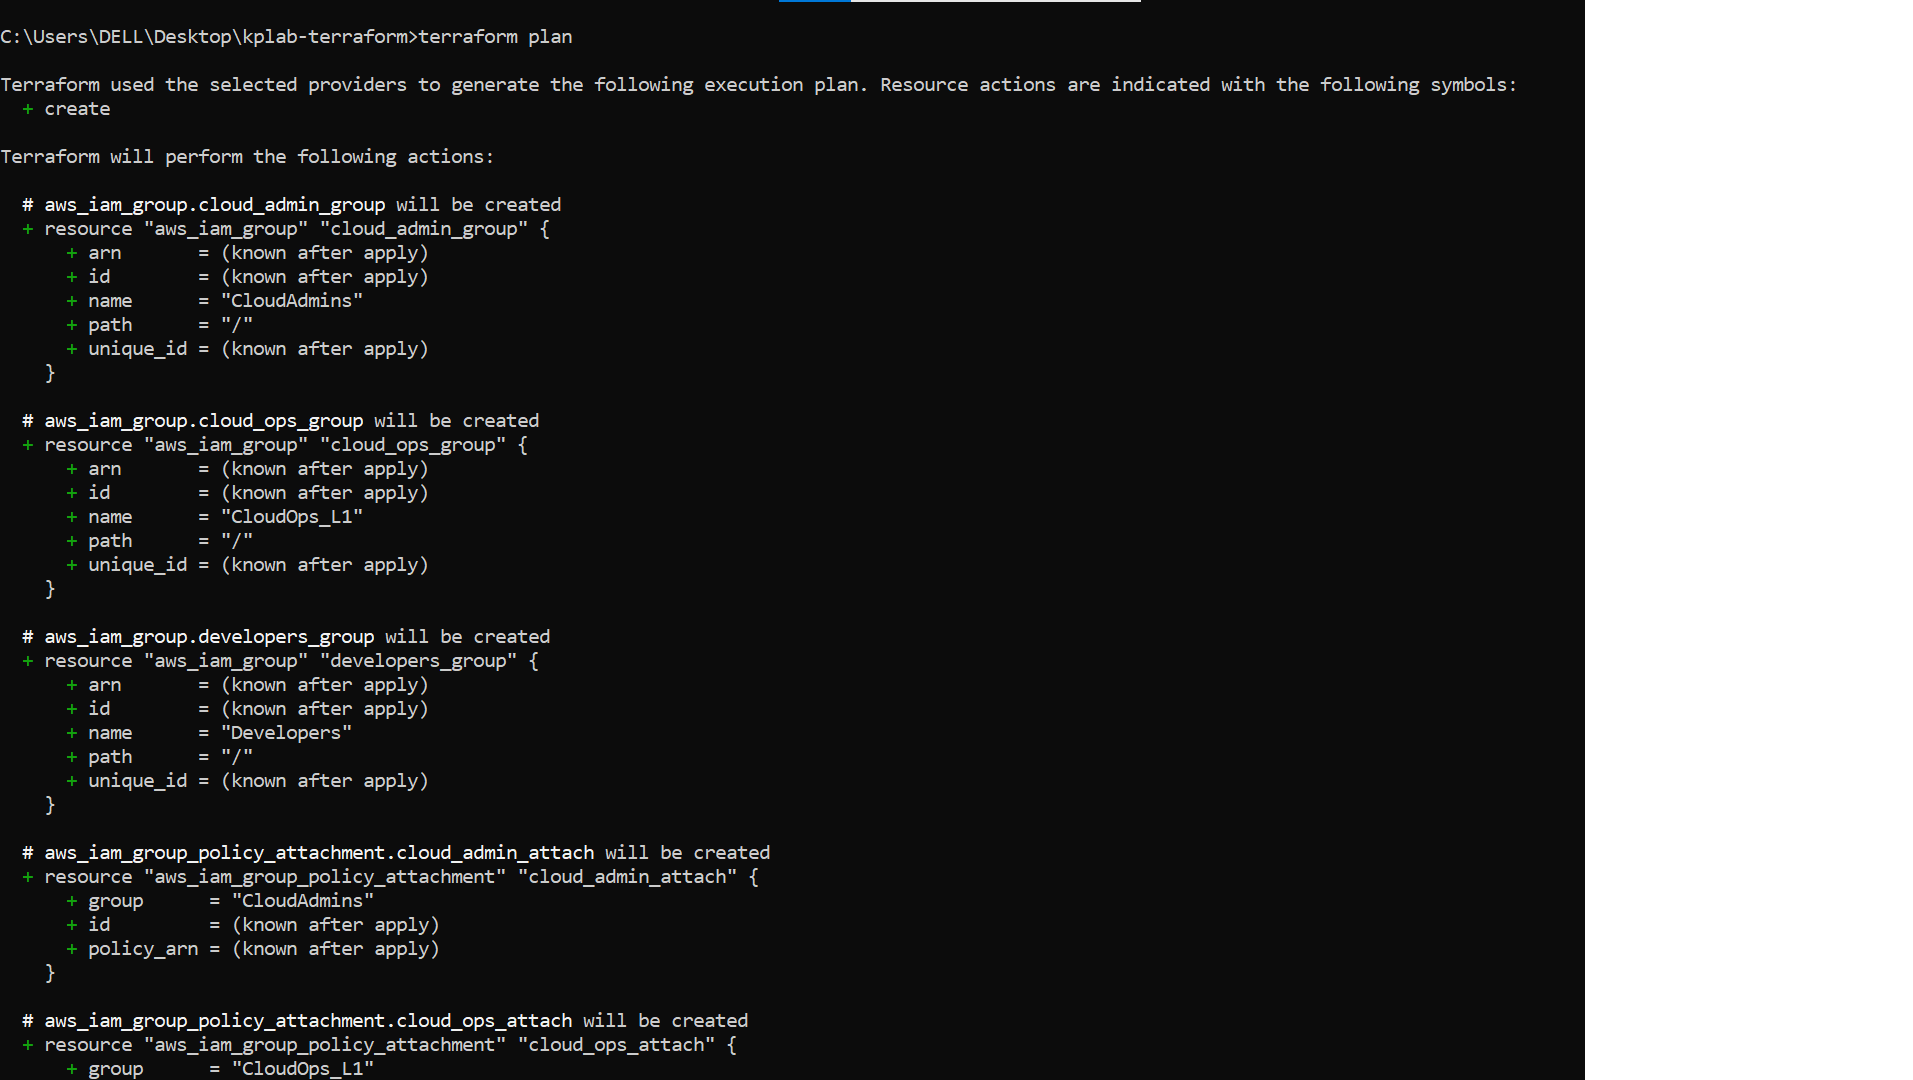 C:\Users\DELL\Desktop\kplab-terraform>terraform plan
Terraform used the selected providers to generate the following execution plan. Resource actions are indicated with the following symbols:
+ create
Terraform will perform the following actions:
# aws_iam_group.cloud_admin_group will be created
+ resource "aws_iam_group" "cloud_admin_group" {
+ arn = (known after apply)
+ id = (known after apply)
+ name = "CloudAdmins"
+ path = "/"
+ unique_id = (known after apply)
}
# aws_iam_group.cloud_ops_group will be created
+ resource "aws_iam_group" "cloud_ops_group" {
+ arn = (known after apply)
+ id = (known after apply)
+ name = "CloudOps_L1"
+ path = "/"
+ unique_id = (known after apply)
}
# aws_iam_group.developers_group will be created
+ resource "aws_iam_group" "developers_group" {
+ arn = (known after apply)
+ id = (known after apply)
+ name = "Developers"
+ path = "/"
+ unique_id = (known after apply)
}
# aws_iam_group_policy_attachment.cloud_admin_attach will be created
+ resource "aws_iam_group_policy_attachment" "cloud_admin_attach" {
+ group = "CloudAdmins"
+ id = (known after apply)
+ policy_arn = (known after apply)
}
# aws_iam_group_policy_attachment.cloud_ops_attach will be created
+ resource "aws_iam_group_policy_attachment" "cloud_ops_attach" {
+ group = "CloudOps_L1"